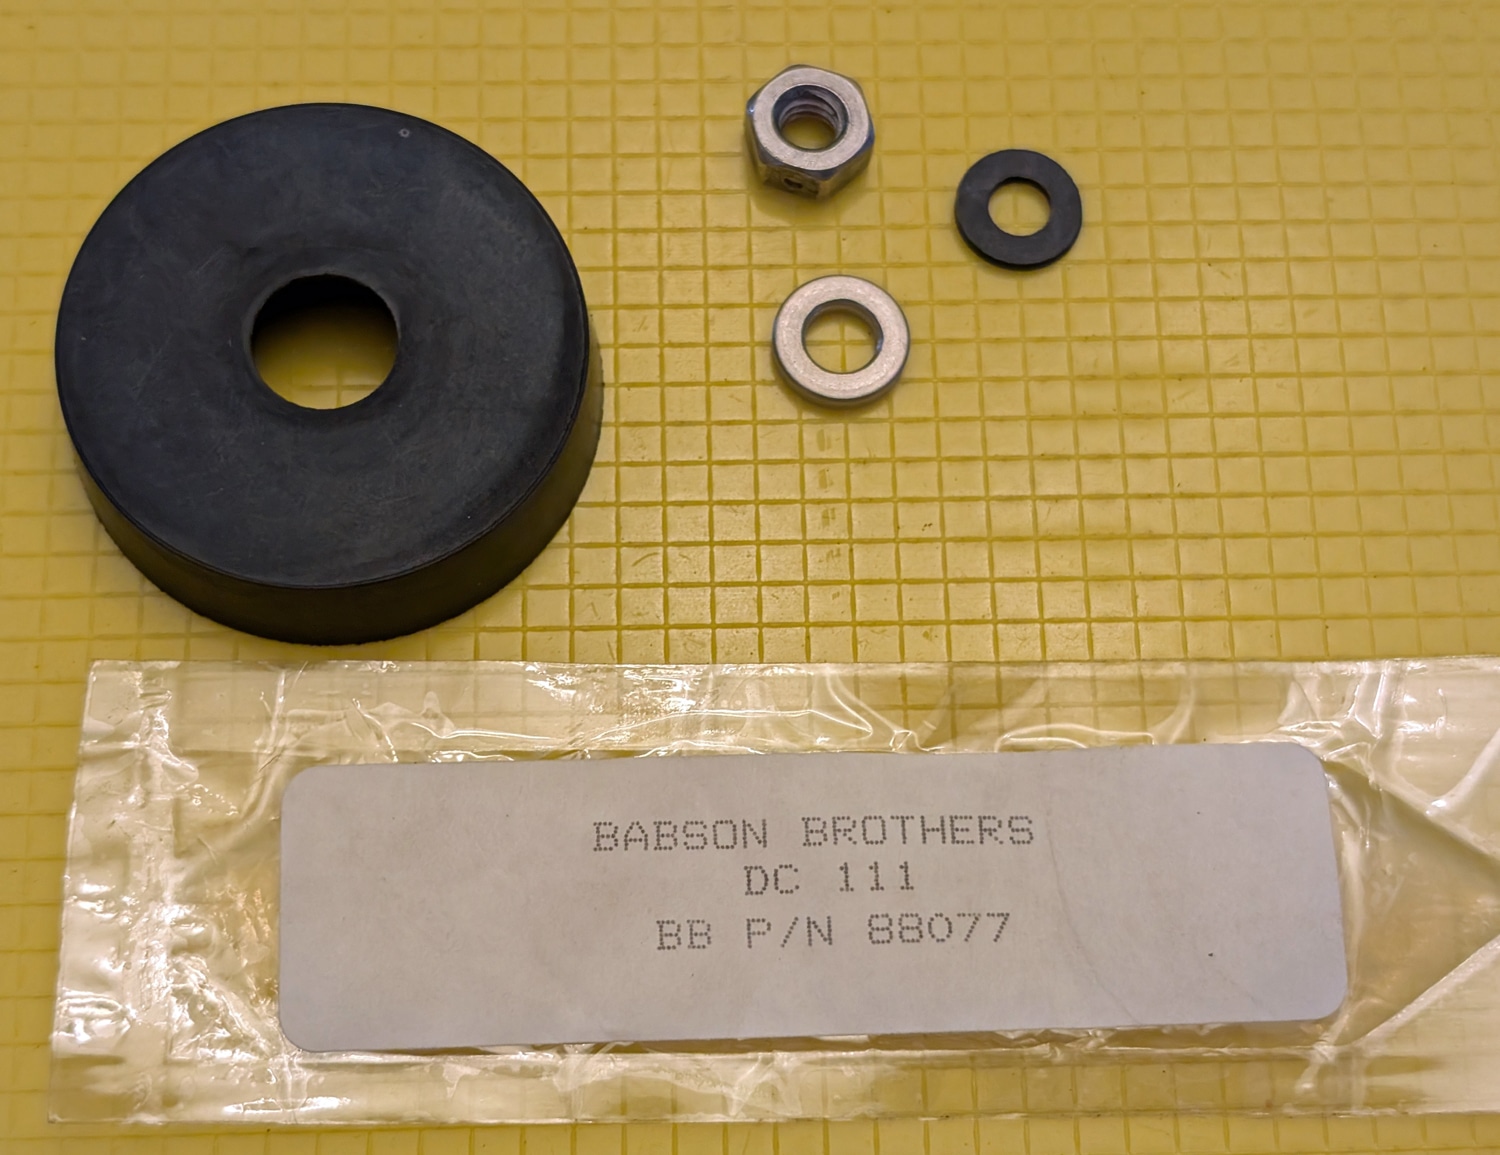 BABSON BROTHERS
DC 111
BB P/N 88077